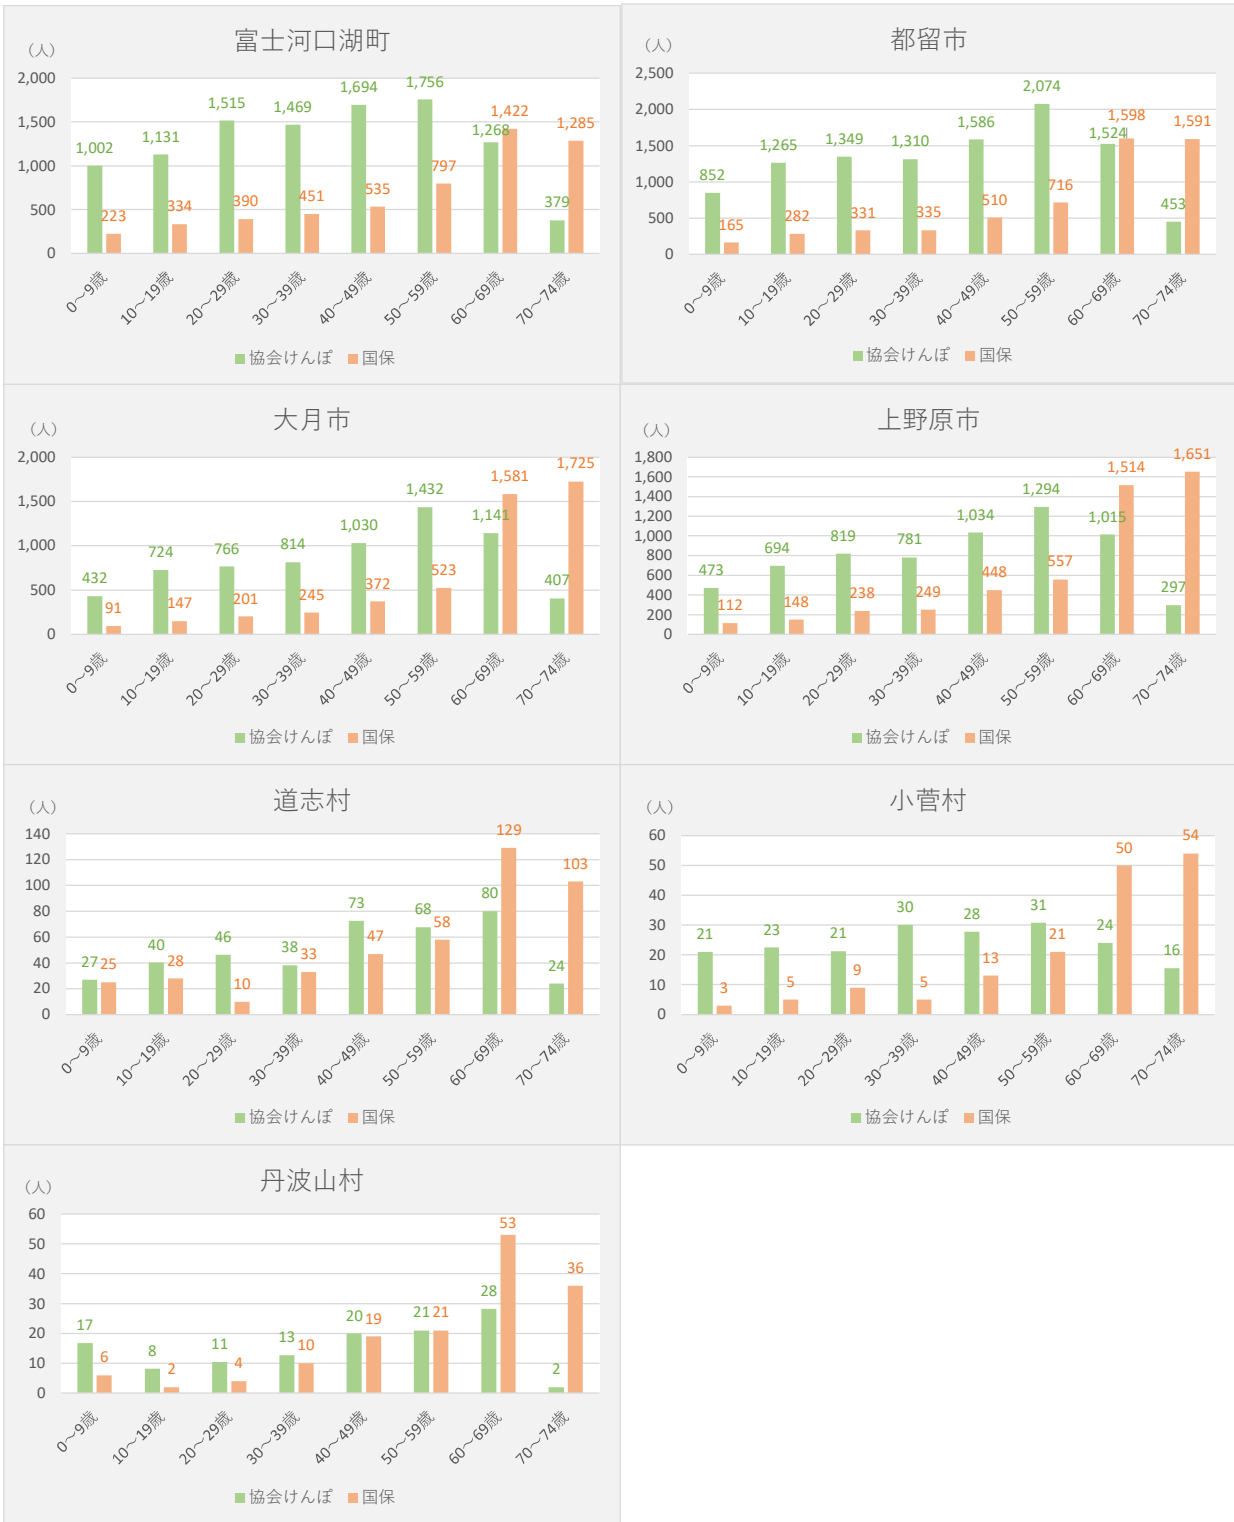 富士河口湖町
（人）
2,000
1,500
1,000
500
0
1,002
1,131
1,515
1,469
1,694
1,756
1,268
379
223
334
390
451
535
797
1,422
1,285
0～9歳
10～19歳
20～29歳
30～39歳
40～49歳
50～59歳
60～69歳
70～74歳
協会けんぽ 国保
都留市
（人）
2,500
2,000
1,500
1,000
500
0
852
1,265
1,349
1,310
1,586
2,074
1,524
453
165
282
331
335
510
716
1,598
1,591
0～9歳
10～19歳
20～29歳
30～39歳
40～49歳
50～59歳
60～69歳
70～74歳
協会けんぽ 国保
大月市
（人）
2,000
1,500
1,000
500
0
432
724
766
814
1,030
1,432
1,141
407
91
147
201
245
372
523
1,581
1,725
0～9歳
10～19歳
20～29歳
30～39歳
40～49歳
50～59歳
60～69歳
70～74歳
協会けんぽ 国保
上野原市
（人）
1,800
1,600
1,400
1,200
1,000
800
600
400
200
0
473
694
819
781
1,034
1,294
1,015
297
112
148
238
249
448
557
1,514
1,651
0～9歳
10～19歳
20～29歳
30～39歳
40～49歳
50～59歳
60～69歳
70～74歳
協会けんぽ 国保
道志村
（人）
140
120
100
80
60
40
20
0
27
40
46
38
73
68
80
24
25
28
10
33
47
58
129
103
0～9歳
10～19歳
20～29歳
30～39歳
40～49歳
50～59歳
60～69歳
70～74歳
協会けんぽ 国保
小菅村
（人）
60
50
40
30
20
10
0
21
23
21
30
28
31
24
16
3
5
9
5
13
21
50
54
0～9歳
10～19歳
20～29歳
30～39歳
40～49歳
50～59歳
60～69歳
70～74歳
協会けんぽ 国保
丹波山村
（人）
60
50
40
30
20
10
0
17
8
11
13
20
21
28
2
6
2
4
10
19
21
53
36
0～9歳
10～19歳
20～29歳
30～39歳
40～49歳
50～59歳
60～69歳
70～74歳
協会けんぽ 国保